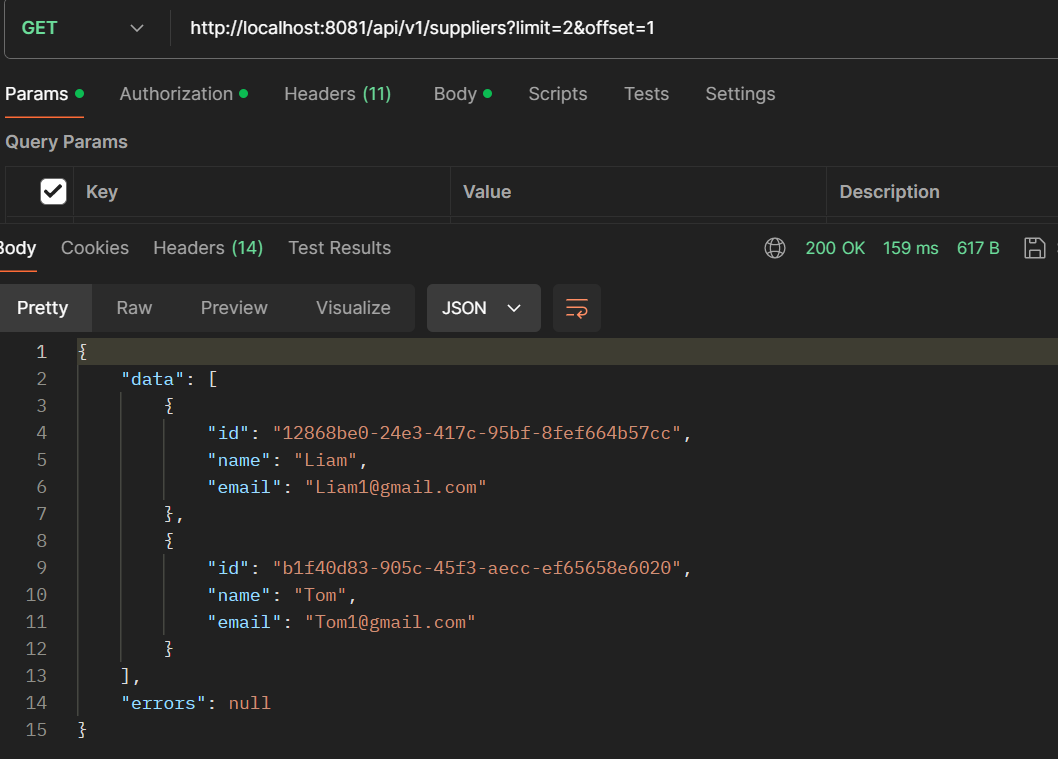 GET http://localhost:8081/api/v1/suppliers?limit=2&offset=1
Params Authorization Headers (11) Body Scripts Tests Settings
Query Params
Key Value Description
Body Cookies Headers (14) Test Results 200 OK 159 ms 617 B
Pretty Raw Preview Visualize JSON
1 {
2 "data": [
3 {
4 "id": "12868be0-24e3-417c-95bf-8fef664b57cc",
5 "name": "Liam",
6 "email": "Liam1@gmail.com"
7 },
8 {
9 "id": "b1f40d83-905c-45f3-aecc-ef65658e6020",
10 "name": "Tom",
11 "email": "Tom1@gmail.com"
12 }
13 ],
14 "errors": null
15 }